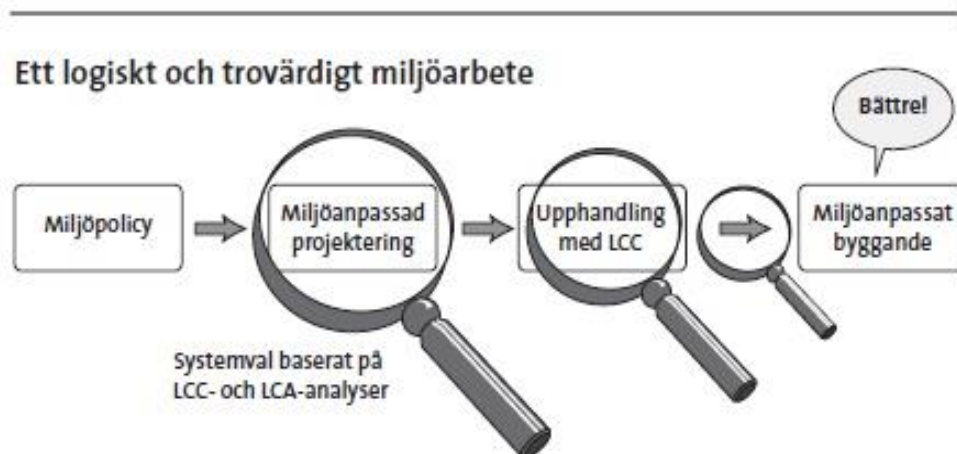 Ett logiskt och trovärdigt miljöarbete
Bättre!
Miljöpolicy
Miljöanpassad
projektering
Upphandling
med LCC
Miljöanpassat
byggande
Systemval baserat på
LCC- och LCA-analyser